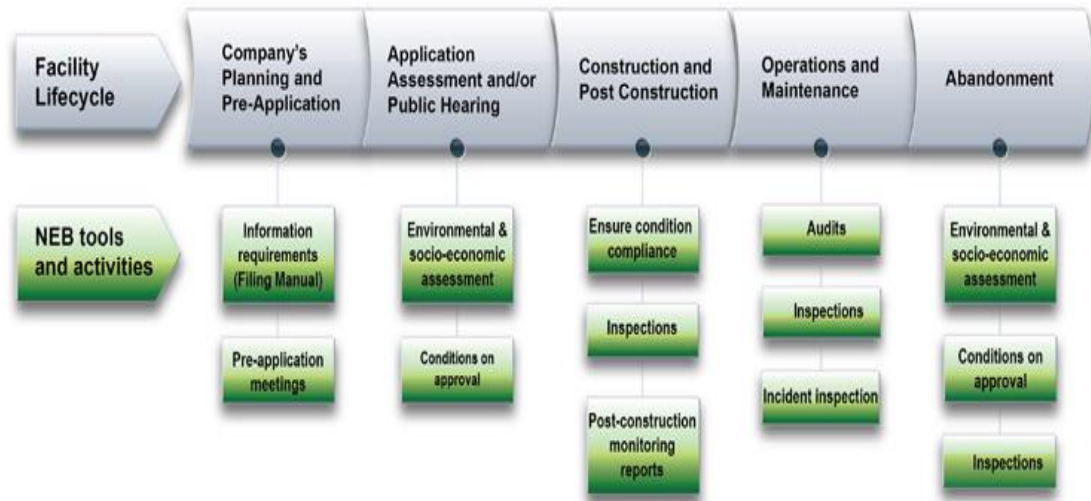 Facility
Lifecycle
Company's
Planning and
Pre-Application
Application
Assessment and/or
Public Hearing
Construction and
Post Construction
Operations and
Maintenance
Abandonment
NEB tools
and activities
Information
requirements
(Filing Manual)
Pre-application
meetings
Environmental &
socio-economic
assessment
Conditions on
approval
Ensure condition
compliance
Inspections
Post-construction
monitoring
reports
Audits
Inspections
Incident inspection
Environmental &
socio-economic
assessment
Conditions on
approval
Inspections